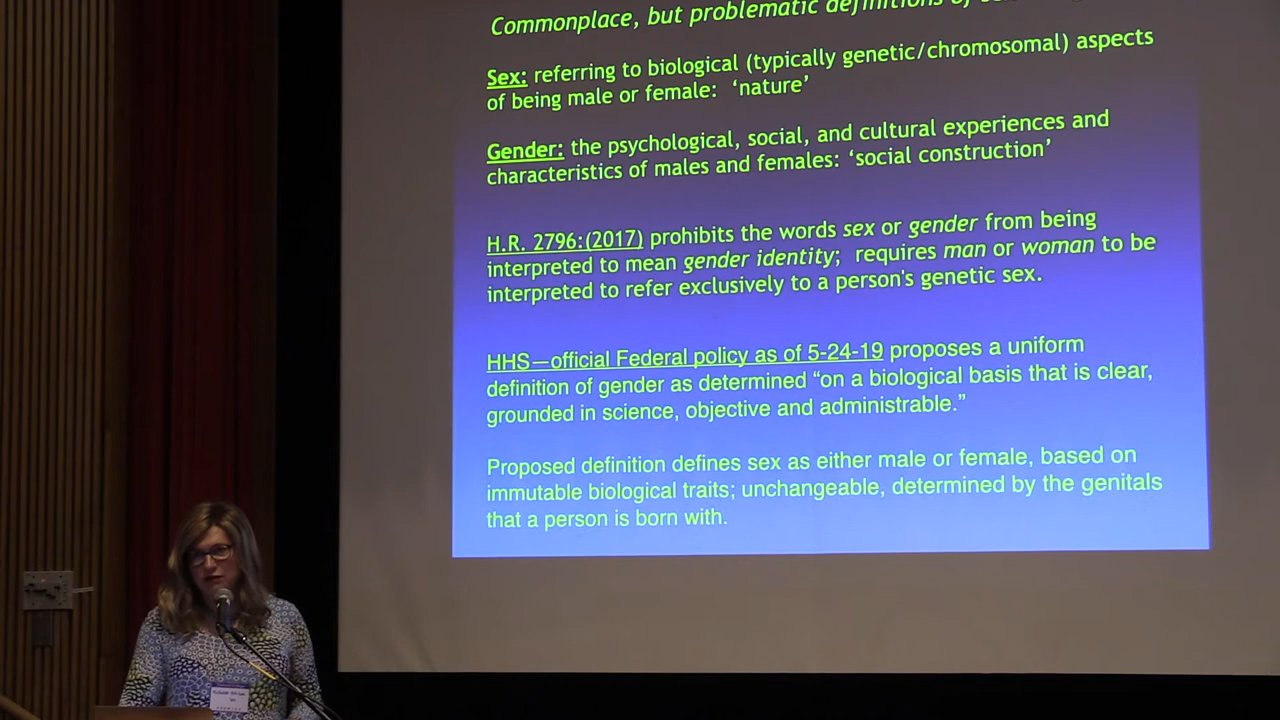 Commonplace, but problematic definitions of
Sex: referring to biological (typically genetic/chromosomal) aspects
of being male or female: ‘nature’
Gender: the psychological, social, and cultural experiences and
characteristics of males and females: ‘social construction’
H.R. 2796:(2017) prohibits the words sex or gender from being
interpreted to mean gender identity; requires man or woman to be
interpreted to refer exclusively to a person's genetic sex.
HHS—official Federal policy as of 5-24-19 proposes a uniform
definition of gender as determined “on a biological basis that is clear,
grounded in science, objective and administrable.”
Proposed definition defines sex as either male or female, based on
immutable biological traits; unchangeable, determined by the genitals
that a person is born with.